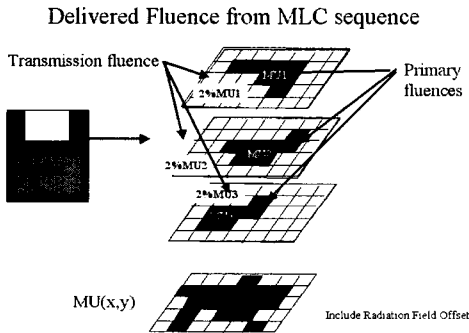 Delivered Fluence from MLC sequence
Transmission fluence
Primary
fluences
MU1
2%MU1
2%MU2
2%MU3
MU(x,y)
Include Radiation Field Offset